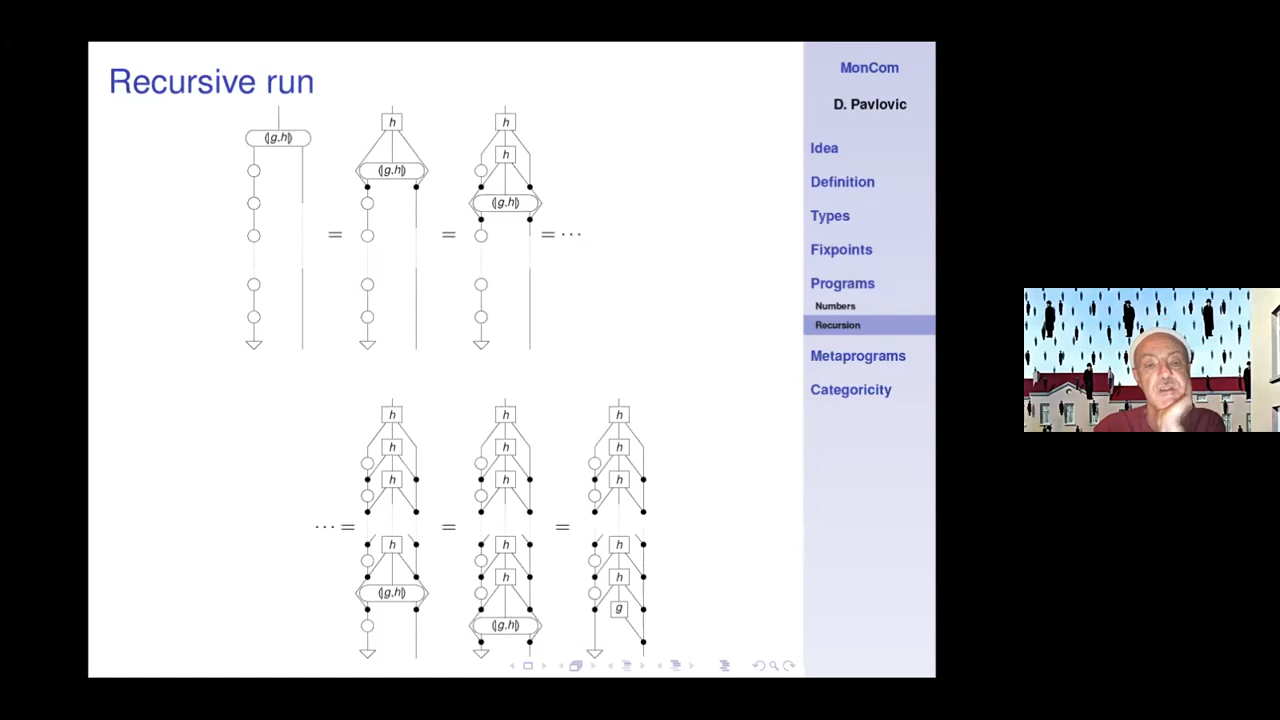 Recursive run
(|g,h|)
h
(|g,h|)
h
h
(|g,h|)
=
=
= ···
h
h
h
h
h
h
h
h
h
··· =
=
=
h
h
h
h
h
(|g,h|)
g
(|g,h|)
MonCom
D. Pavlovic
Idea
Definition
Types
Fixpoints
Programs
Numbers
Recursion
Metaprograms
Categoricity